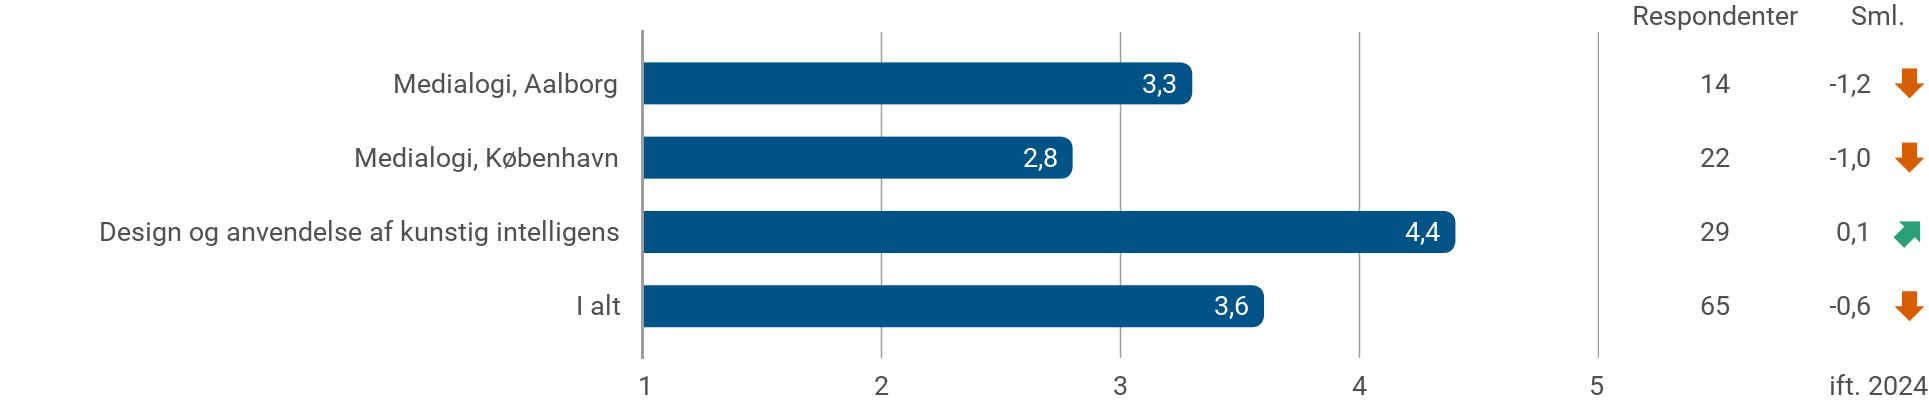 Respondenter Sml.
Medialogi, Aalborg 3,3 14 -1,2
Medialogi, København 2,8 22 -1,0
Design og anvendelse af kunstig intelligens 4,4 29 0,1
I alt 3,6 65 -0,6
1 2 3 4 5 ift. 2024